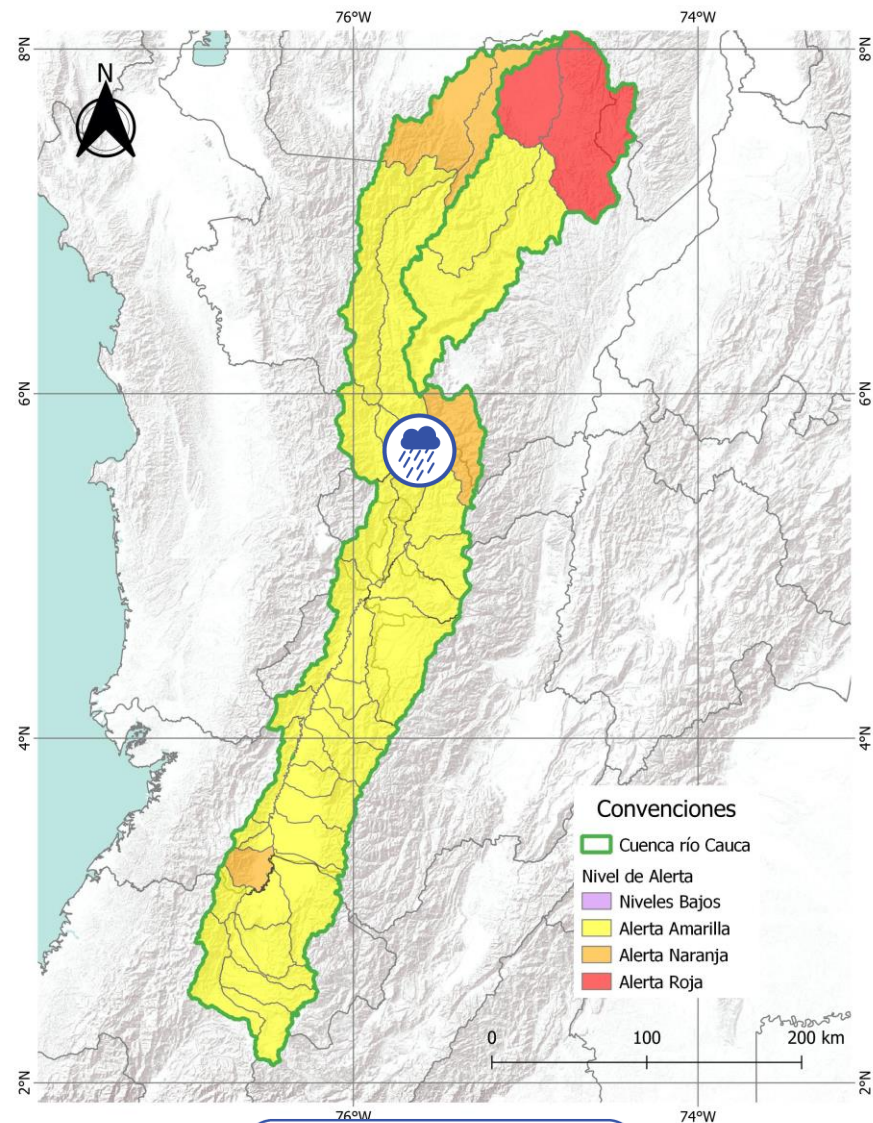 76°W 74°W
8°N 8°N
N
6°N 6°N
4°N 4°N
Convenciones
Cuenca río Cauca
Nivel de Alerta
Niveles Bajos
Alerta Amarilla
Alerta Naranja
Alerta Roja
0 100 200 km
2°N 2°N
76°W 74°W